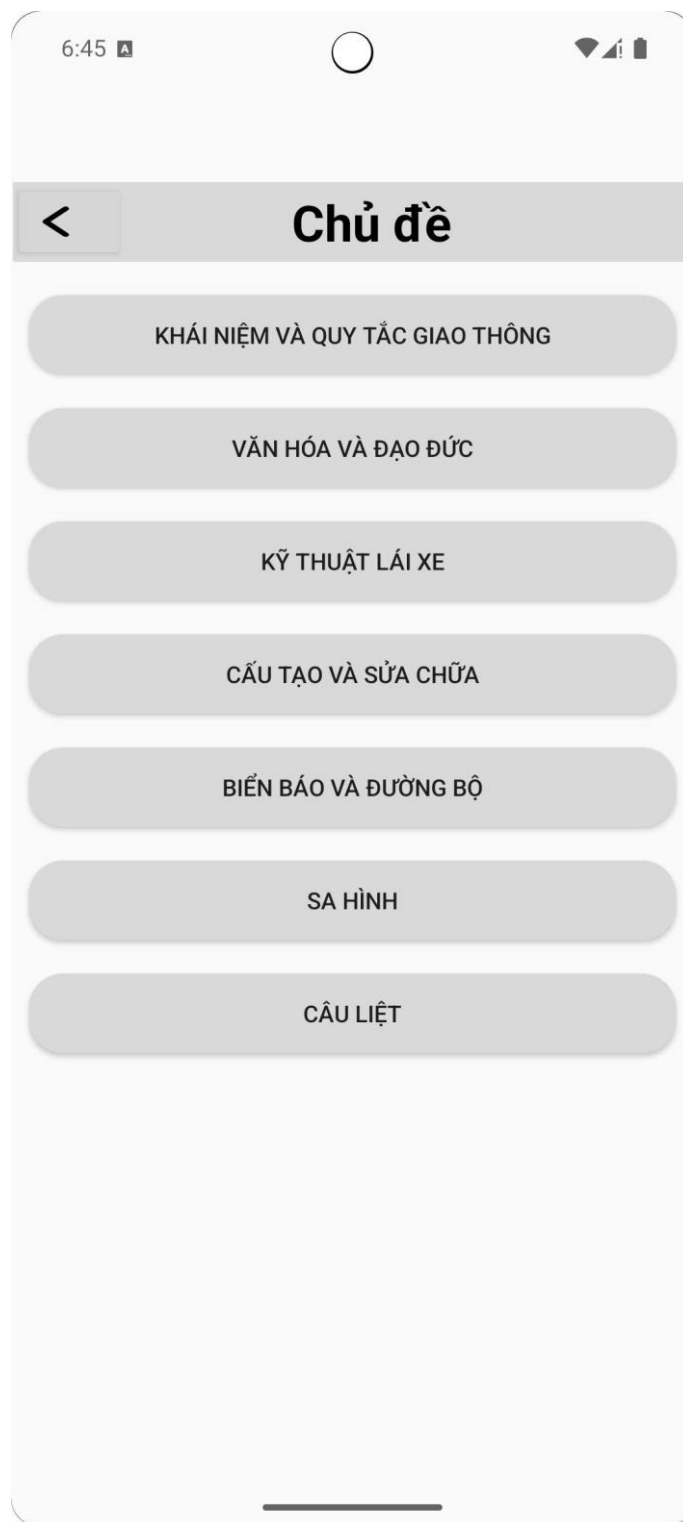 6:45
Chủ đề
KHÁI NIỆM VÀ QUY TẮC GIAO THÔNG
VĂN HÓA VÀ ĐẠO ĐỨC
KỸ THUẬT LÁI XE
CẤU TẠO VÀ SỬA CHỮA
BIỂN BÁO VÀ ĐƯỜNG BỘ
SA HÌNH
CÂU LIỆT